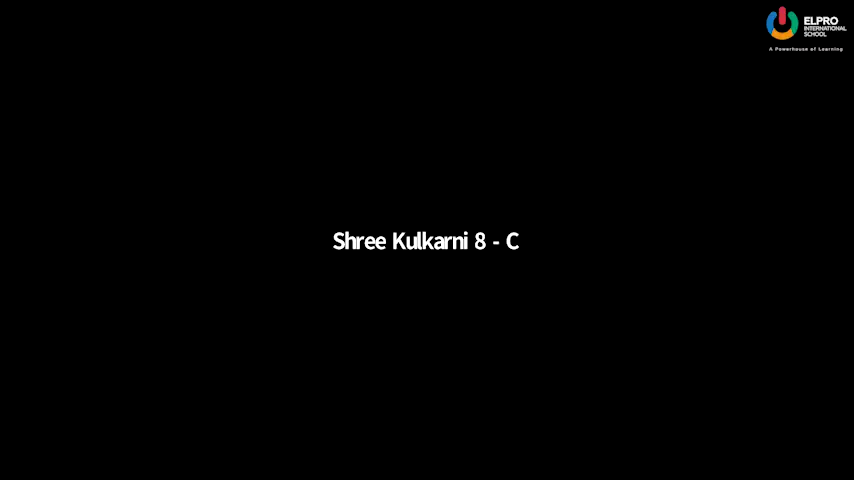 ELPRO
INTERNATIONAL
SCHOOL
A Powerhouse of Learning
Shree Kulkarni 8 - C